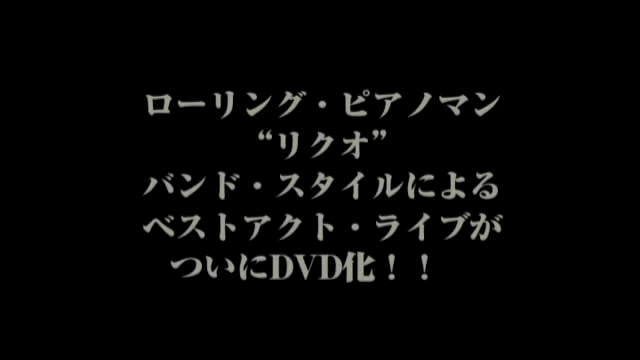 ローリング・ピアノマン
“リクオ”
バンド・スタイルによる
ベストアクト・ライブが
ついにDVD化！！